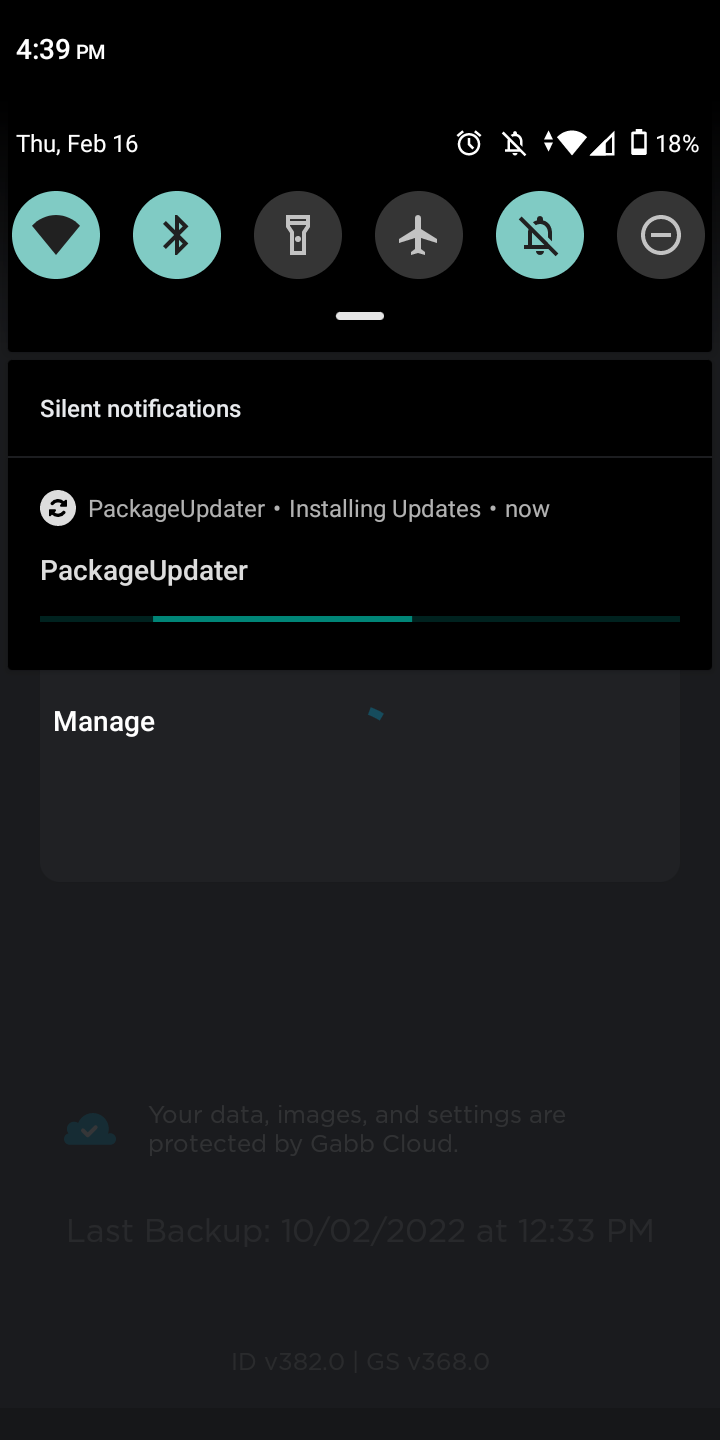 4:39 PM
Thu, Feb 16
18%
Silent notifications
PackageUpdater • Installing Updates • now
PackageUpdater
Manage
Your data, images, and settings are
protected by Gabb Cloud.
Last Backup: 10/02/2022 at 12:33 PM
ID v382.0 | GS v368.0